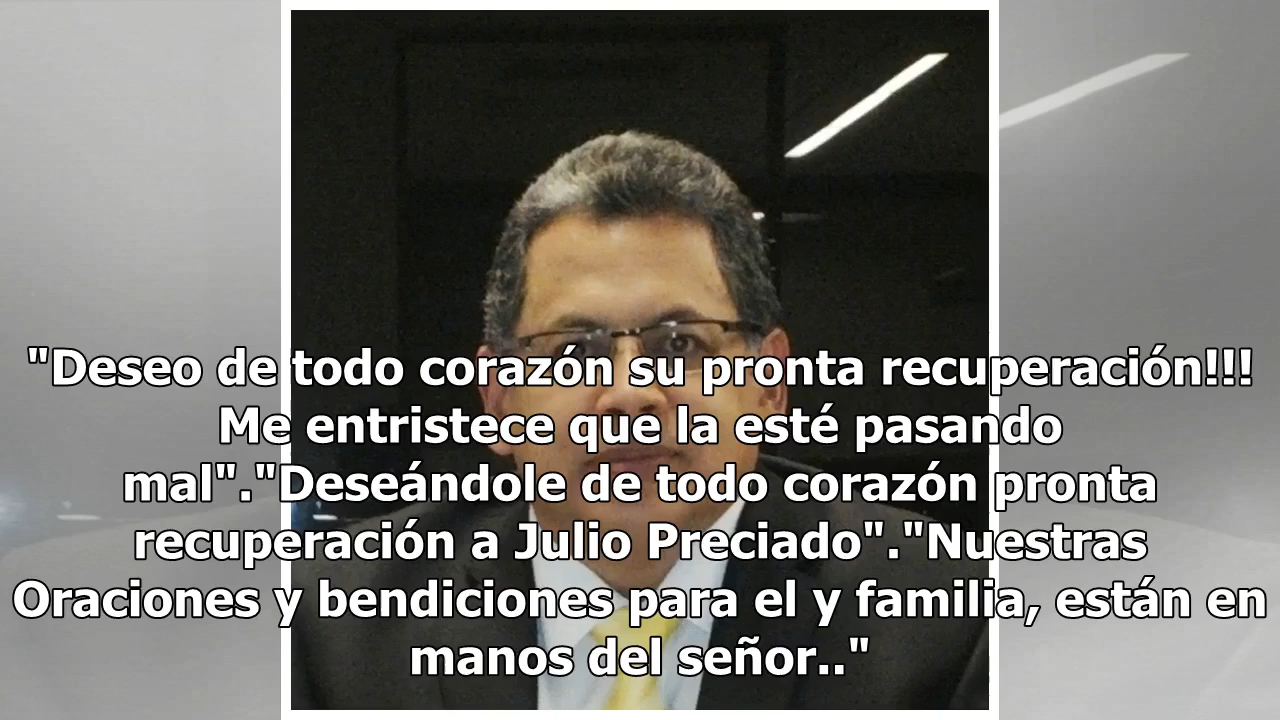 "Deseo de todo corazón su pronta recuperación!!!
Me entristece que la esté pasando
mal"."Deseándole de todo corazón pronta
recuperación a Julio Preciado"."Nuestras
Oraciones y bendiciones para el y familia, están en
manos del señor.."